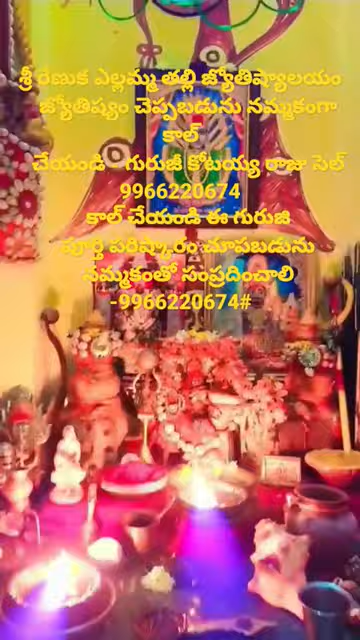 శ్రీ రేణుక ఎల్లమ్మ తల్లి జ్యోతిష్యాలయం
జ్యోతిష్యం చెప్పబడును నమ్మకంగా
కాల్
చేయండి - గురుజీ కోటయ్య రాజు సెల్
9966220674
కాల్ చేయండి ఈ గురుజి
పూర్తి పరిష్కారం చూపబడును
నమ్మకంతో సంప్రదించాలి
-9966220674#